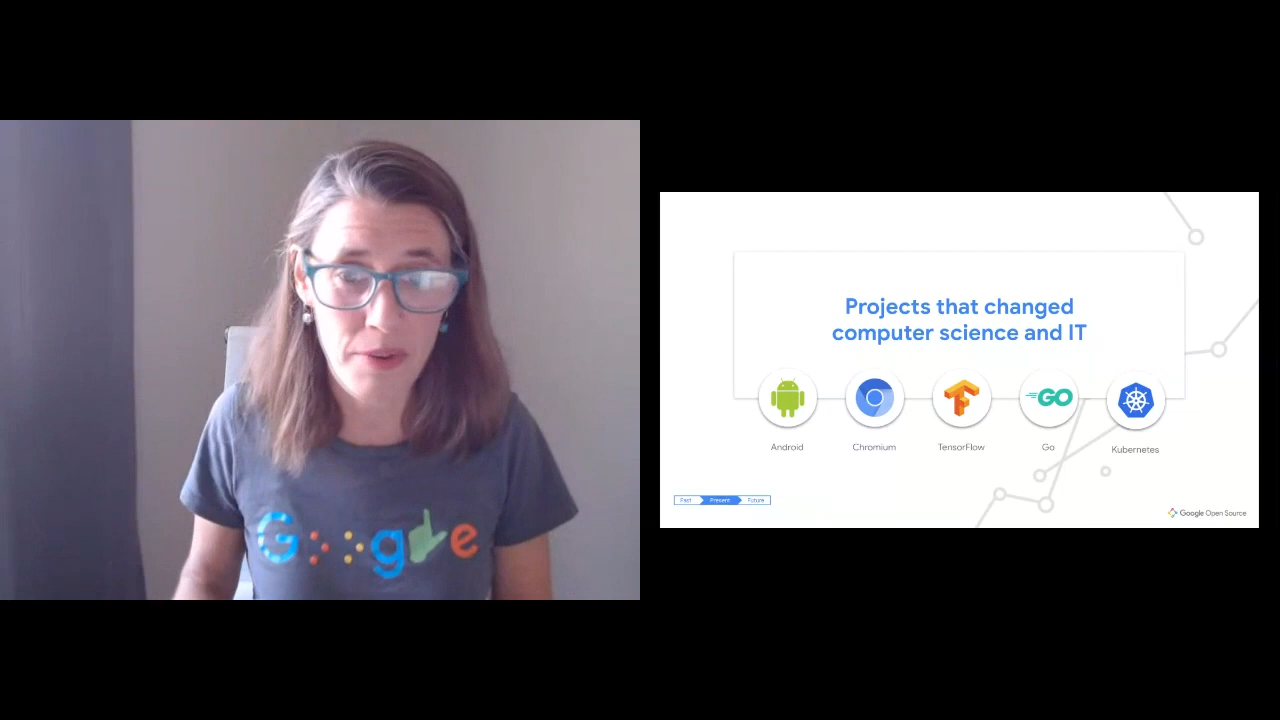 G g e
Projects that changed
computer science and IT
GO
Android
Chromium
TensorFlow
Go
Kubernetes
Past
Present
Future
Google Open Source